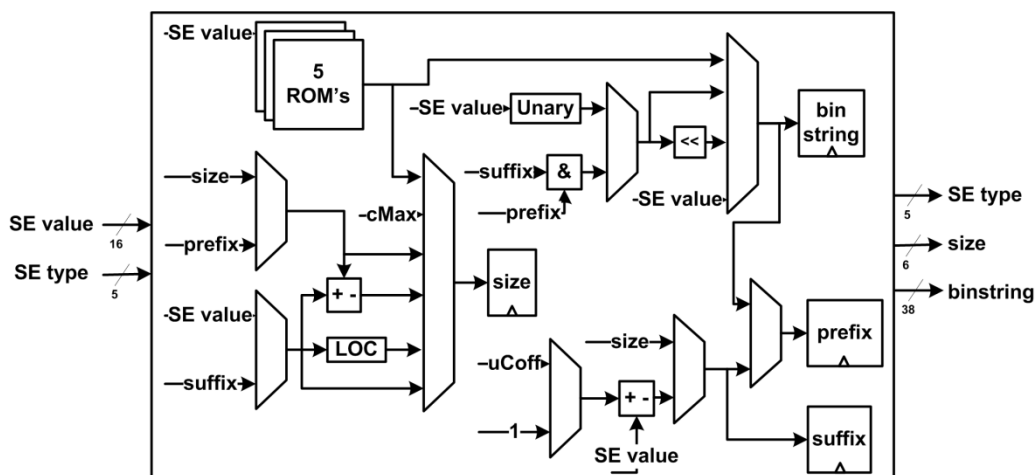 SE value
5
ROM's
SE value
Unary
bin
string
size
suffix
&
<<
prefix
cMax
SE value
SE type
5
SE value
16
prefix
size
6
SE type
5
+ -
size
binstring
38
SE value
LOC
size
prefix
uCoff
suffix
+ -
1
SE value
suffix